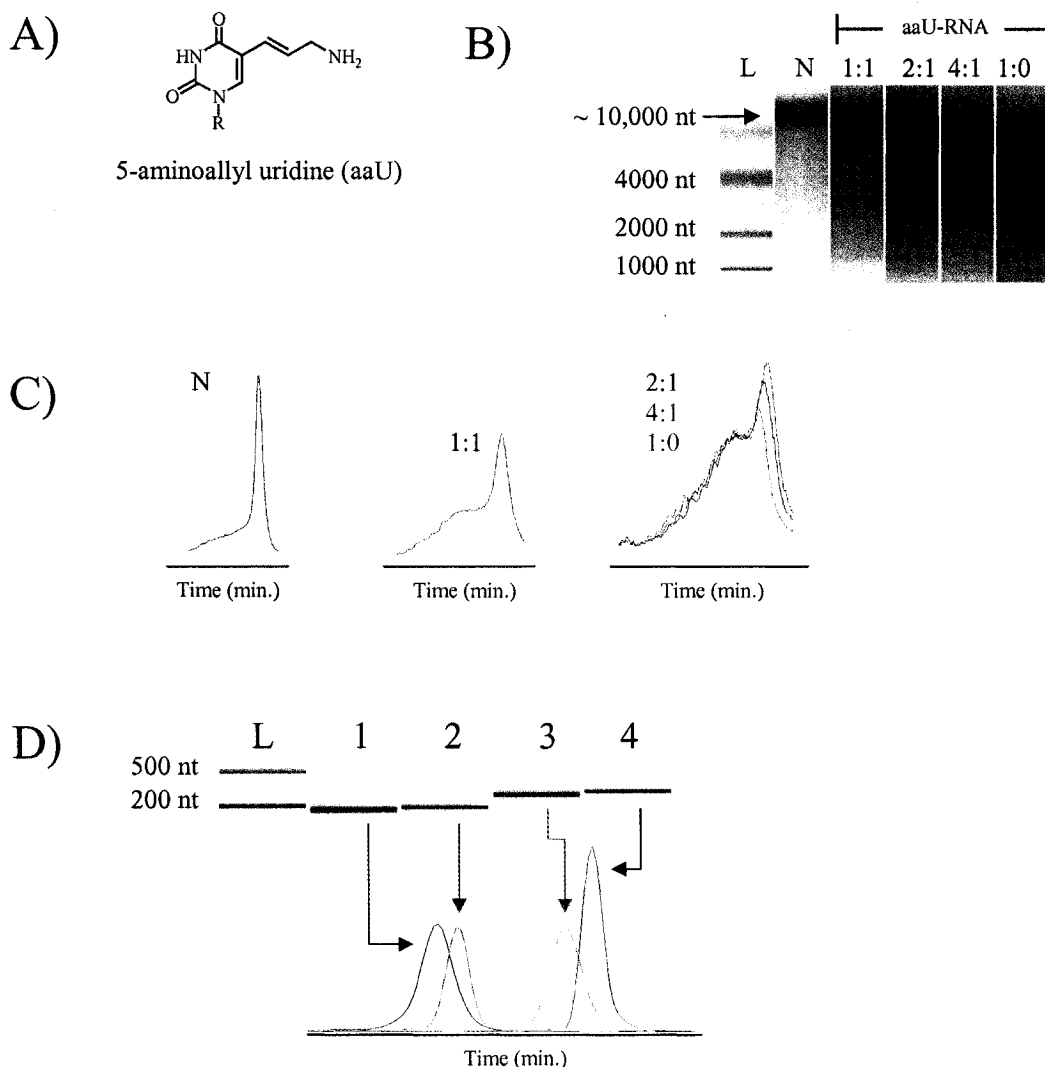 A)
O
HN
NH₂
O
N
R
5-aminoallyl uridine (aaU)
B)
aaU-RNA
L N 1:1 2:1 4:1 1:0
~ 10,000 nt
4000 nt
2000 nt
1000 nt
C)
N
Time (min.)
1:1
Time (min.)
2:1
4:1
1:0
Time (min.)
D)
L 1 2 3 4
500 nt
200 nt
Time (min.)